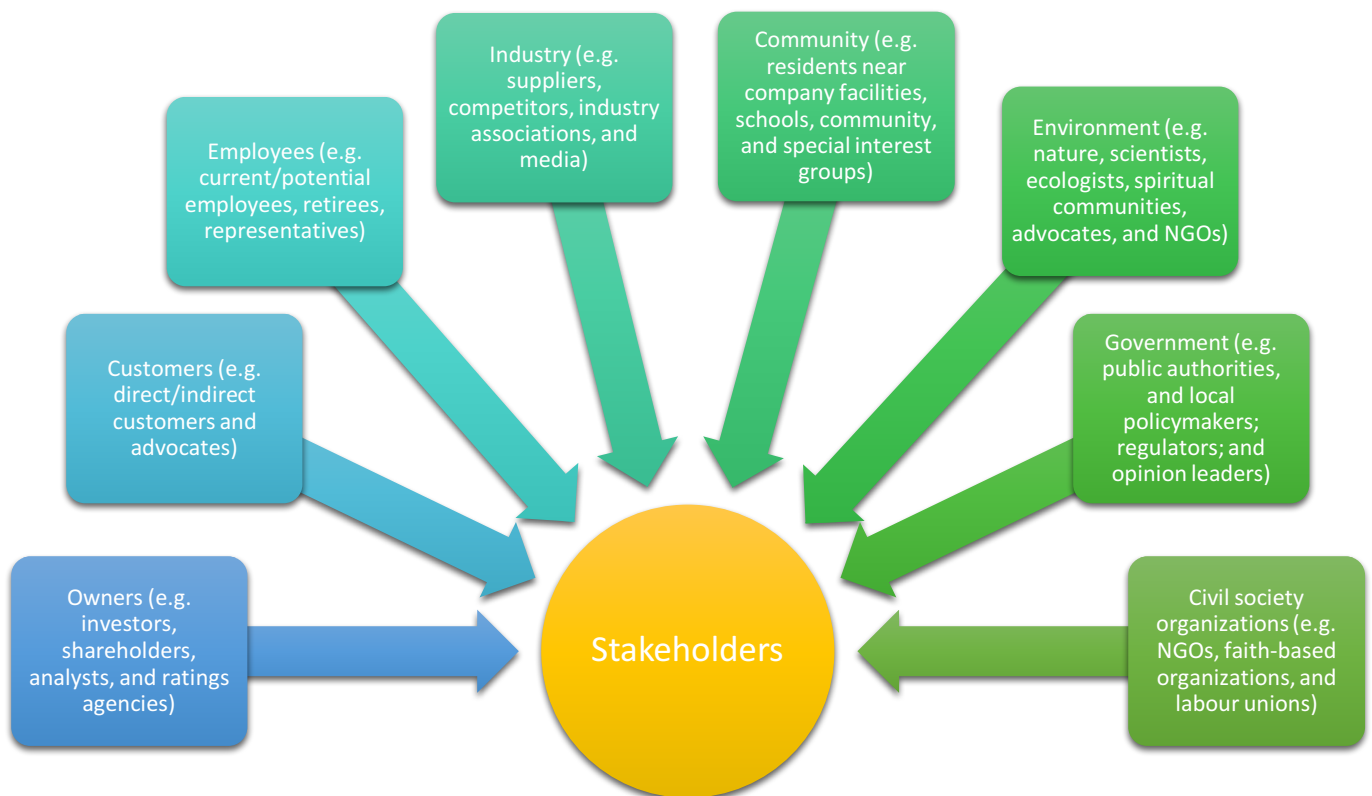 Owners (e.g.
investors,
shareholders,
analysts, and ratings
agencies)
Customers (e.g.
direct/indirect
customers and
advocates)
Employees (e.g.
current/potential
employees, retirees,
representatives)
Industry (e.g.
suppliers,
competitors, industry
associations, and
media)
Community (e.g.
residents near
company facilities,
schools, community,
and special interest
groups)
Environment (e.g.
nature, scientists,
ecologists, spiritual
communities,
advocates, and NGOs)
Government (e.g.
public authorities,
and local
policymakers;
regulators; and
opinion leaders)
Civil society
organizations (e.g.
NGOs, faith-based
organizations, and
labour unions)
Stakeholders